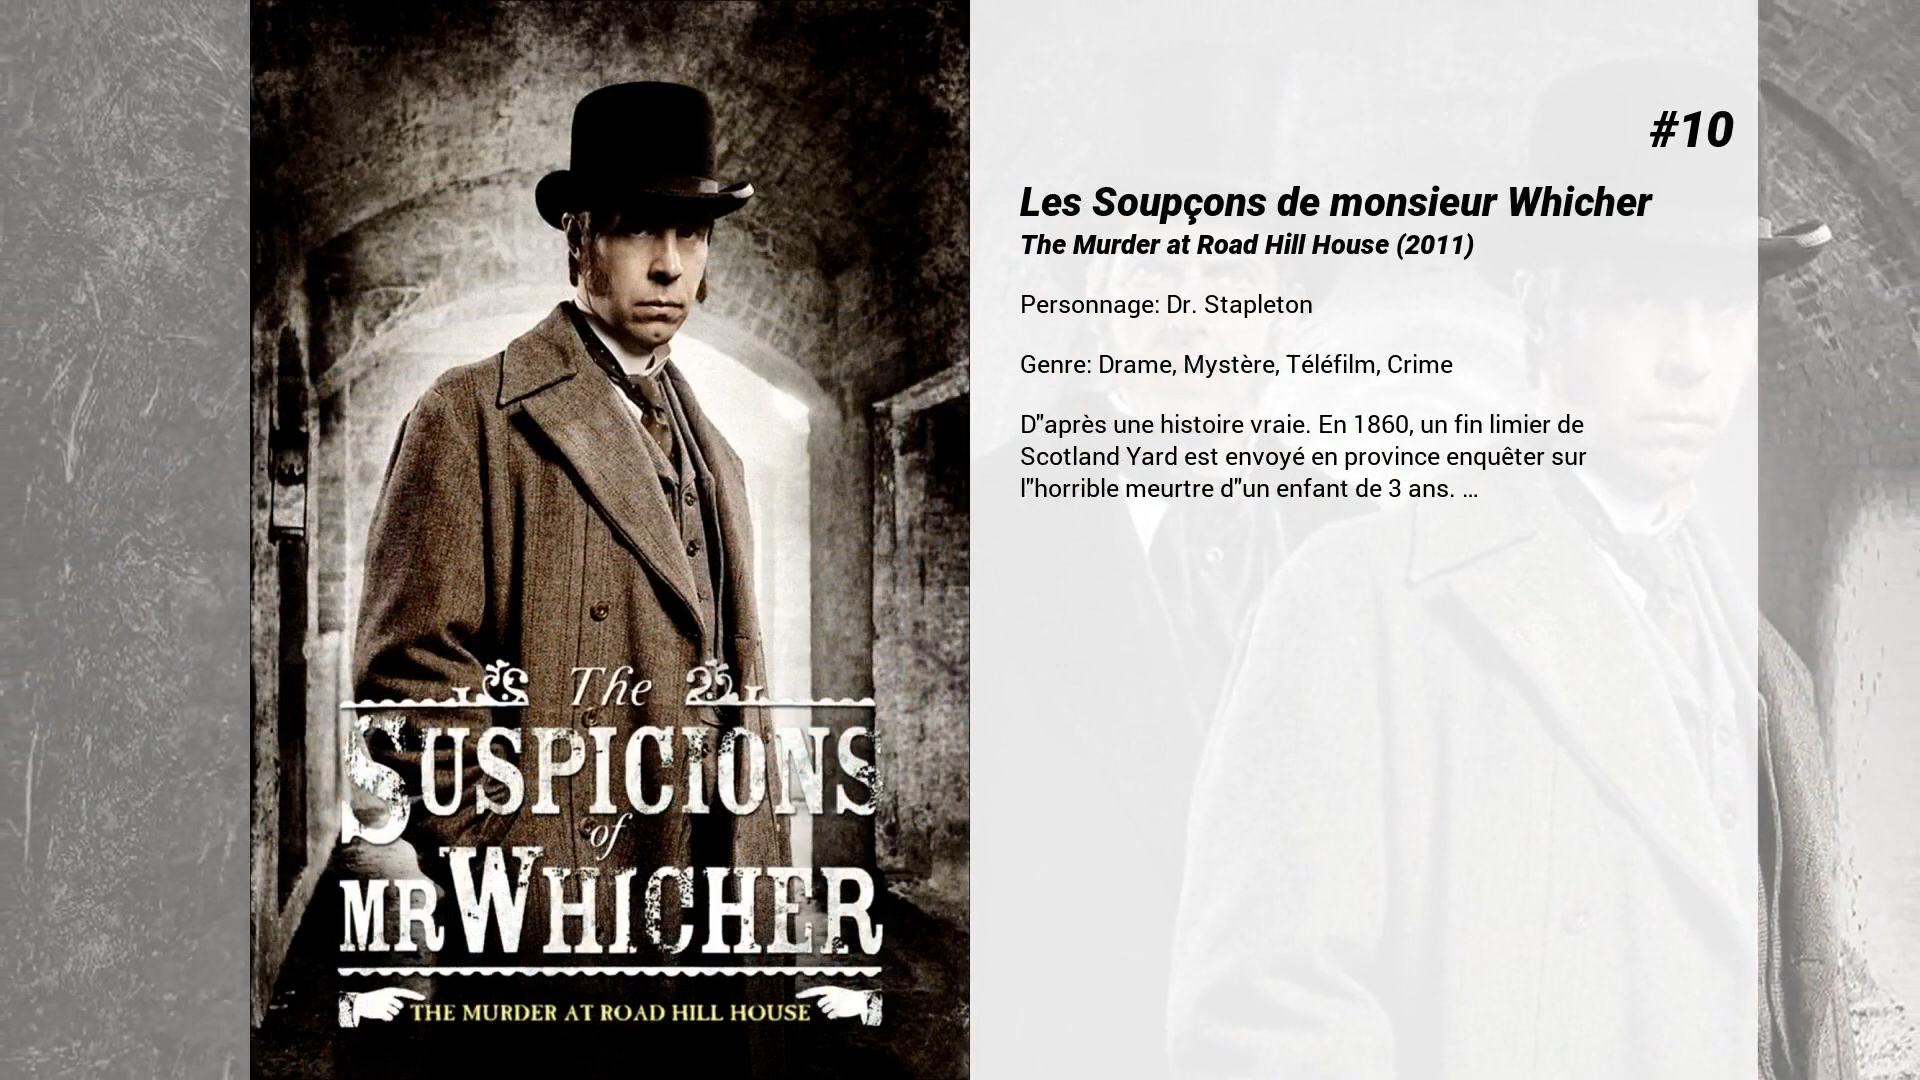 The
SUSPICIONS
of
MR WHICHER
THE MURDER AT ROAD HILL HOUSE
#10
Les Soupçons de monsieur Whicher
The Murder at Road Hill House (2011)
Personnage: Dr. Stapleton
Genre: Drame, Mystère, Téléfilm, Crime
D"après une histoire vraie. En 1860, un fin limier de
Scotland Yard est envoyé en province enquêter sur
l"horrible meurtre d"un enfant de 3 ans. ...